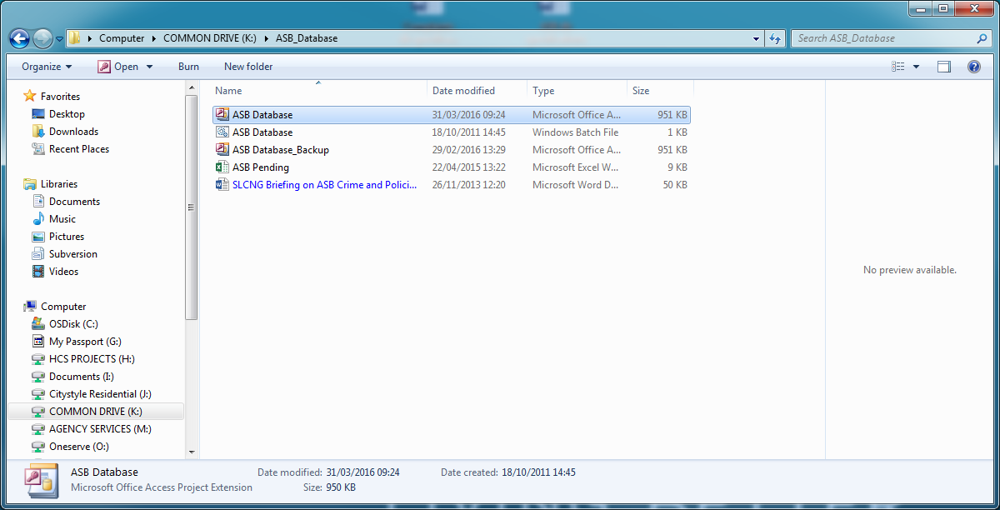 Computer ▸ COMMON DRIVE (K:) ▸ ASB_Database
Search ASB_Database
Organize Open Burn New folder
Name Date modified Type Size
ASB Database 31/03/2016 09:24 Microsoft Office A... 951 KB
ASB Database 18/10/2011 14:45 Windows Batch File 1 KB
ASB Database_Backup 29/02/2016 13:29 Microsoft Office A... 951 KB
ASB Pending 22/04/2015 13:22 Microsoft Excel W... 9 KB
SLCNG Briefing on ASB Crime and Polici... 26/11/2013 12:20 Microsoft Word D... 50 KB
Favorites
Desktop
Downloads
Recent Places
Libraries
Documents
Music
Pictures
Subversion
Videos
Computer
OSDisk (C:)
My Passport (G:)
HCS PROJECTS (H:)
Documents (I:)
Citystyle Residential (J:)
COMMON DRIVE (K:)
AGENCY SERVICES (M:)
Oneserve (O:)
No preview available.
ASB Database Date modified: 31/03/2016 09:24 Date created: 18/10/2011 14:45
Microsoft Office Access Project Extension Size: 950 KB